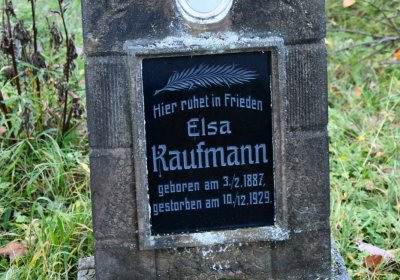 Hier ruhet in Frieden
Elsa
Kaufmann
geboren am 3./2. 1887,
gestorben am 10./12. 1929.